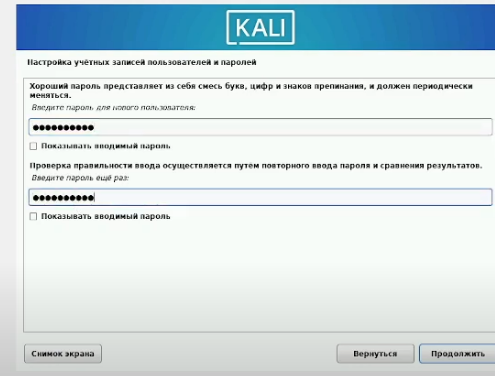 KALI
Настройка учётных записей пользователей и паролей
Хороший пароль представляет из себя смесь букв, цифр и знаков препинания, и должен периодически
меняться.
Введите пароль для нового пользователя:
Показывать вводимый пароль
Проверка правильности ввода осуществляется путём повторного ввода пароля и сравнения результатов.
Введите пароль ещё раз:
Показывать вводимый пароль
Снимок экрана Вернуться Продолжить